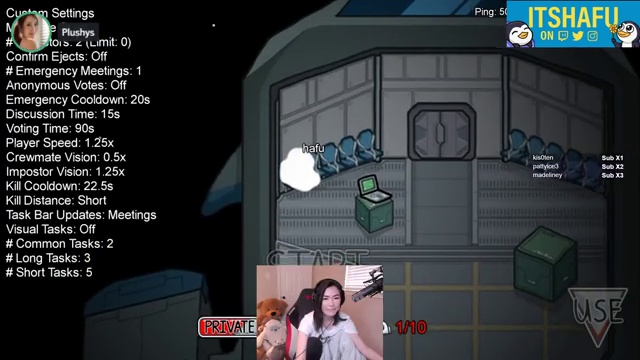 Custom Settings
Plushys
2 (Limit: 0)
Confirm Ejects: Off
# Emergency Meetings: 1
Anonymous Votes: Off
Emergency Cooldown: 20s
Discussion Time: 15s
Voting Time: 90s
Player Speed: 1.25x
Crewmate Vision: 0.5x
Impostor Vision: 1.25x
Kill Cooldown: 22.5s
Kill Distance: Short
Task Bar Updates: Meetings
Visual Tasks: Off
# Common Tasks: 2
# Long Tasks: 3
# Short Tasks: 5
Ping: 50
ITSHAFU
ON
hafu
kis0ten Sub X1
pattyice3 Sub X2
madeliney Sub X3
START
PRIVATE
1/10
USE